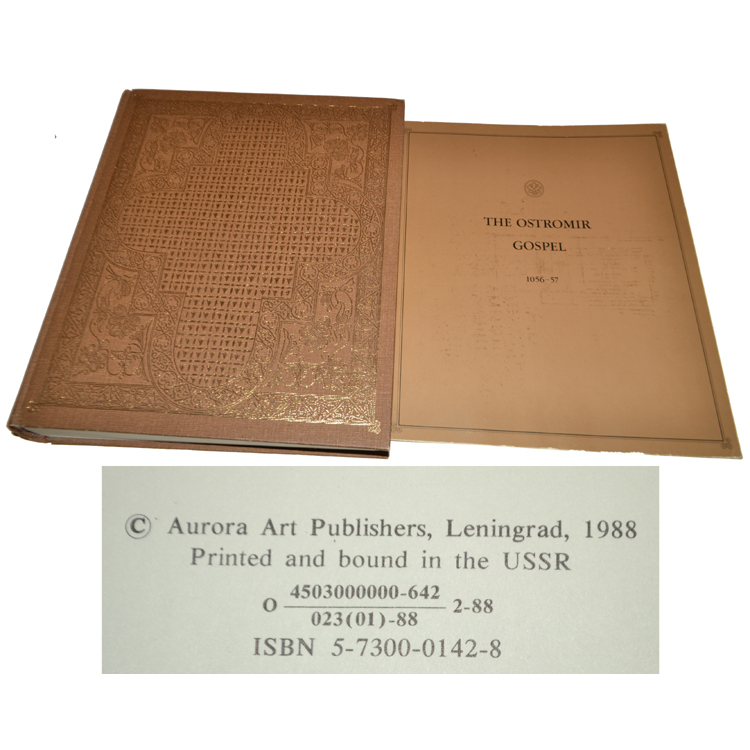 THE OSTROMIR
GOSPEL
1056–57
© Aurora Art Publishers, Leningrad, 1988
Printed and bound in the USSR
O 4503000000-642 2-88
023(01)-88
ISBN 5-7300-0142-8